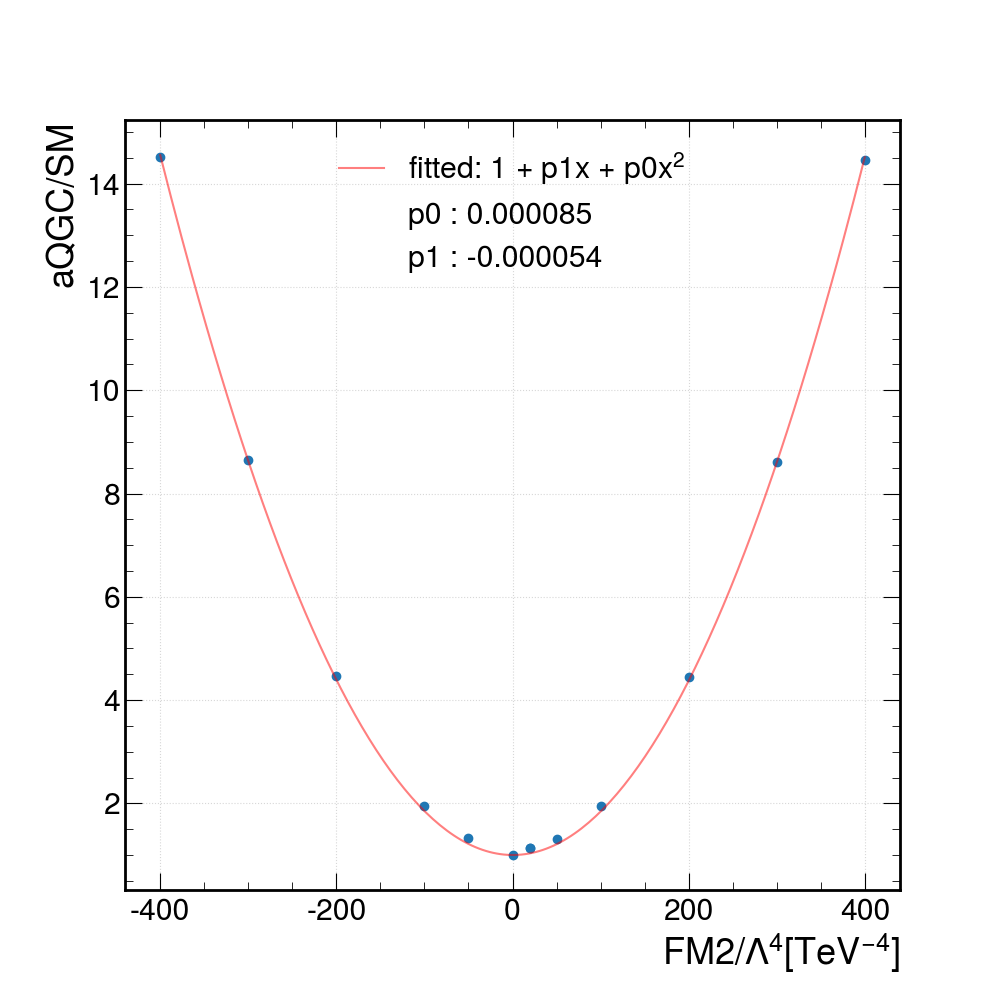 aQGC/SM
fitted: 1 + p1x + p0x²
p0 : 0.000085
p1 : -0.000054
14
12
10
8
6
4
2
-400 -200 0 200 400
FM2/Λ⁴[TeV⁻⁴]